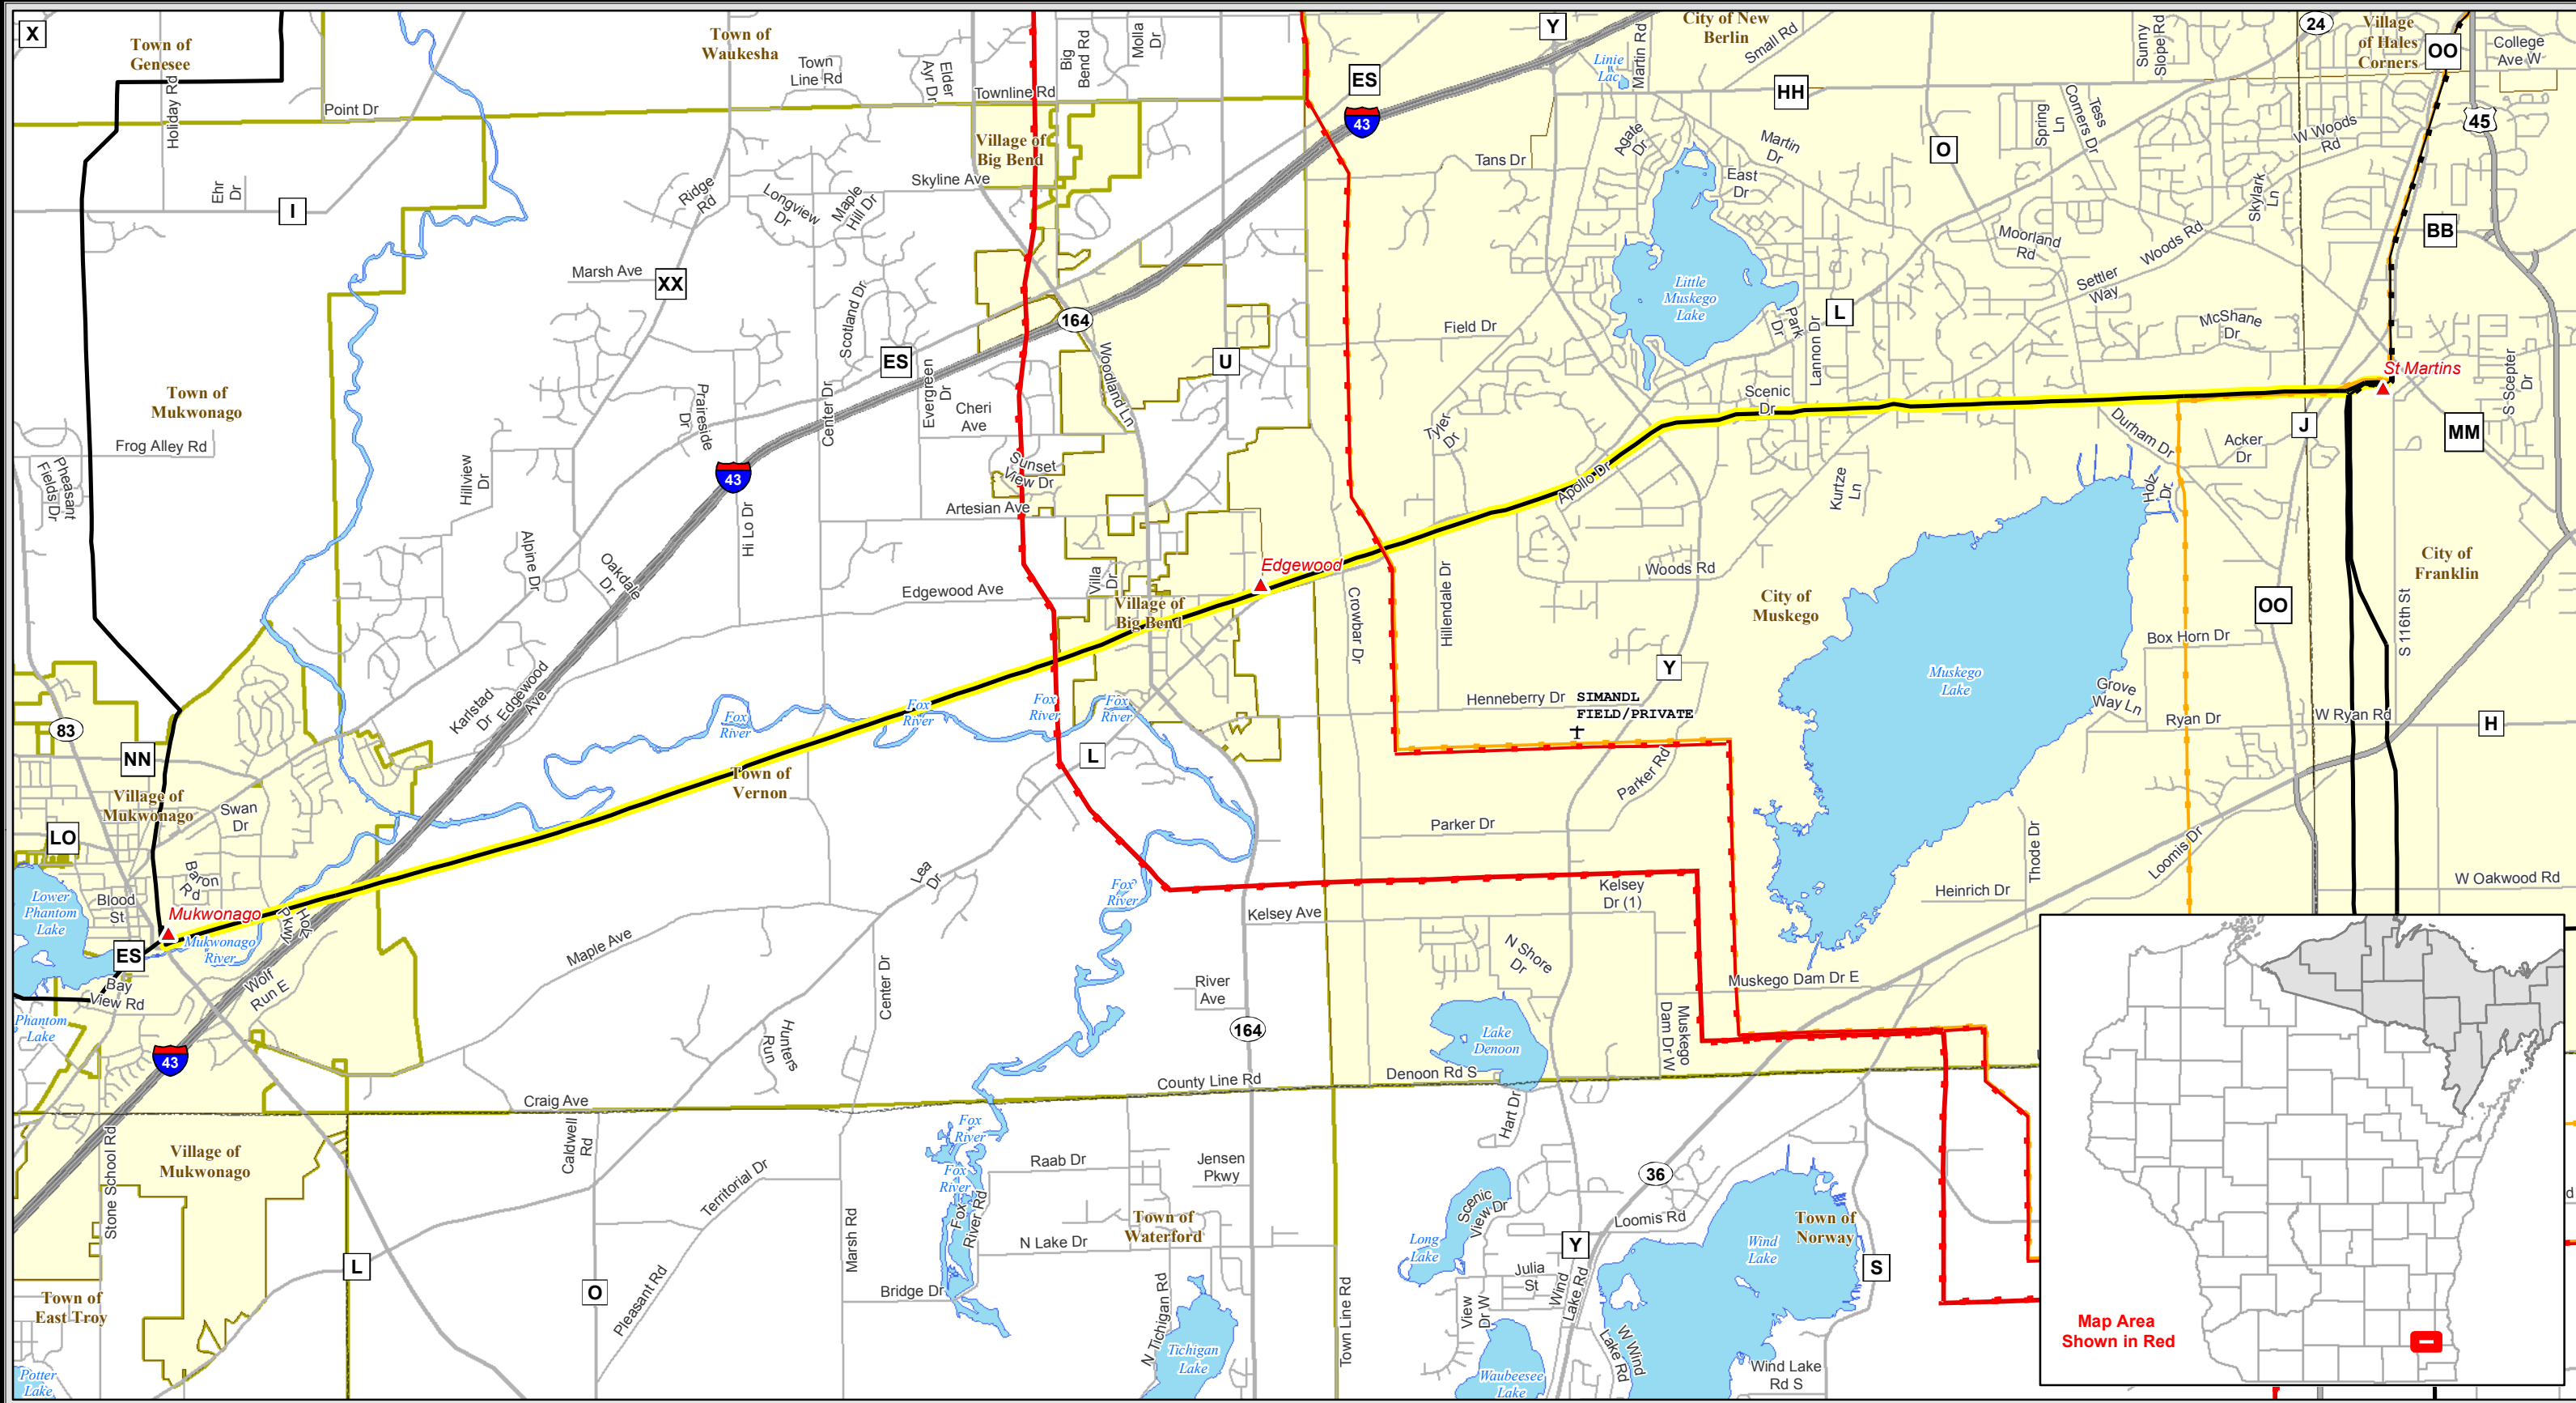 X
Town of
Genesee
Holiday Rd
Point Dr
Ehr
Dr
I
Town of
Waukesha
Town
Line Rd
Elder
Ayr Dr
Big
Bend Rd
Molla
Dr
Townline Rd
Village of
Big Bend
Skyline Ave
Ridge
Rd
Longview
Dr
Maple
Hill Dr
ES
43
Y
City of New
Berlin
Linie
Lac
Martin Rd
Small Rd
HH
Sunny
Slope Rd
24
Village
of Hales
Corners
OO
College
Ave W
45
Tans Dr
Agate
Dr
Martin
Dr
East
Dr
O
Spring
Ln
Tess
Corners Dr
W Woods
Rd
Skylark
Ln
BB
Moorland
Rd
Woods Rd
Settler
Way
Marsh Ave
XX
Scotland Dr
ES
164
U
Woodland Ln
Field Dr
Little
Muskego
Lake
L
Park
Dr
Lannon Dr
McShane
Dr
St Martins
S Scepter
Dr
Town of
Mukwonago
Frog Alley Rd
Pheasant
Fields Dr
Prairieside
Dr
Center Dr
Evergreen
Dr
Cheri
Ave
Hillview
Dr
43
Hi Lo Dr
Sunset
View Dr
Artesian Ave
Tyler
Dr
Scenic
Dr
Apollo Dr
Kurtze
Ln
Durham Dr
J
Acker
Dr
MM
Holz
Dr
Alpine Dr
Oakdale
Dr
Edgewood Ave
Villa
Dr
Village of
Big Bend
Edgewood
Crowbar Dr
Hillendale Dr
Woods Rd
City of
Muskego
City of
Franklin
OO
S 116th St
Box Horn Dr
Y
Muskego
Lake
Grove
Way Ln
Ryan Dr
W Ryan Rd
H
Henneberry Dr
SIMANDL
FIELD/PRIVATE
Karlstad
Dr
Edgewood
Ave
Fox
River
Fox
River
Fox
River
Fox
River
83
NN
Village of
Mukwonago
LO
Swan
Dr
Town of
Vernon
L
Parker Rd
Parker Dr
Loomis Dr
Thode Dr
Heinrich Dr
W Oakwood Rd
Lower
Phantom
Lake
Blood
St
Baron
Rd
Mukwonago
Holz
Pkwy
Mukwonago
River
ES
Bay
View Rd
Wolf
Run E
Phantom
Lake
43
Lea
Dr
Maple Ave
Center Dr
Hunters
Run
Fox
River
Kelsey Ave
Kelsey
Dr (1)
River
Ave
164
N Shore
Dr
Lake
Denoon
Muskego
Dam Dr W
Muskego Dam Dr E
Denoon Rd S
County Line Rd
Craig Ave
Caldwell
Rd
Stone School Rd
Village of
Mukwonago
Town of
East Troy
Potter
Lake
L
O
Pleasant Rd
Territorial Dr
Marsh Rd
Fox
River
Fox
River
Fox
River Rd
Raab Dr
Jensen
Pkwy
Town of
Waterford
N Lake Dr
Bridge Dr
N Tichigan Rd
Tichigan
Lake
Town Line Rd
Hart Dr
36
Scenic
View Dr
Long
Lake
Loomis Rd
Y
Julia
St
Wind
Lake Rd
View
Dr W
Waubeesee
Lake
W Wind
Lake Rd
Wind
Lake
Town of
Norway
S
Wind Lake
Rd S
Map Area
Shown in Red